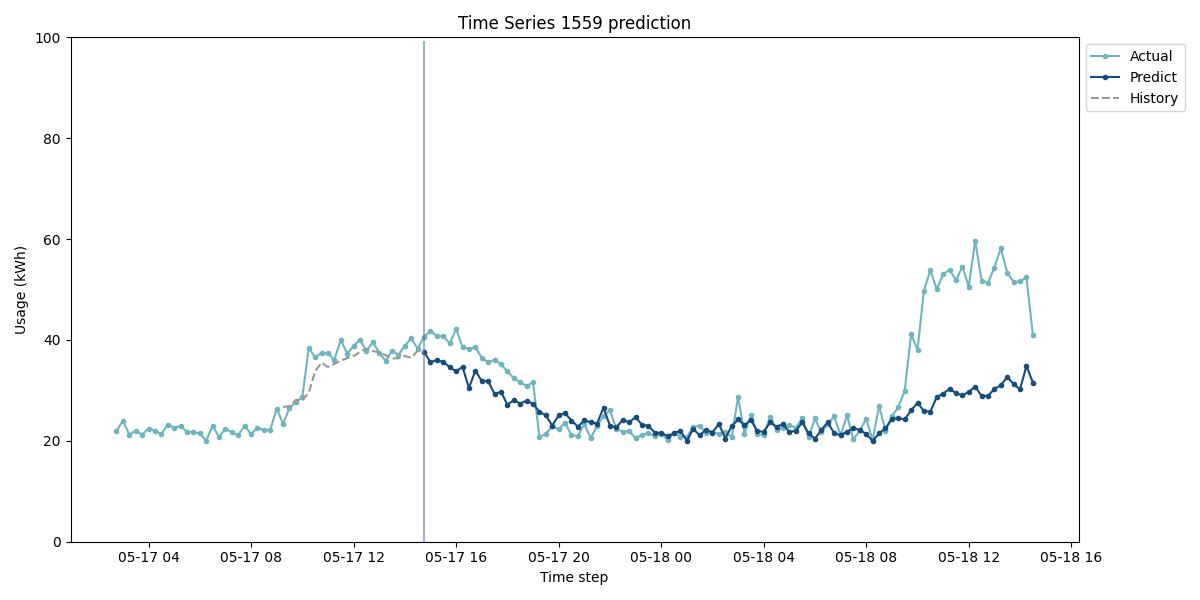 Time Series 1559 prediction
100
80
60
40
20
0
Usage (kWh)
05-17 04
05-17 08
05-17 12
05-17 16
05-17 20
05-18 00
05-18 04
05-18 08
05-18 12
05-18 16
Time step
Actual
Predict
History